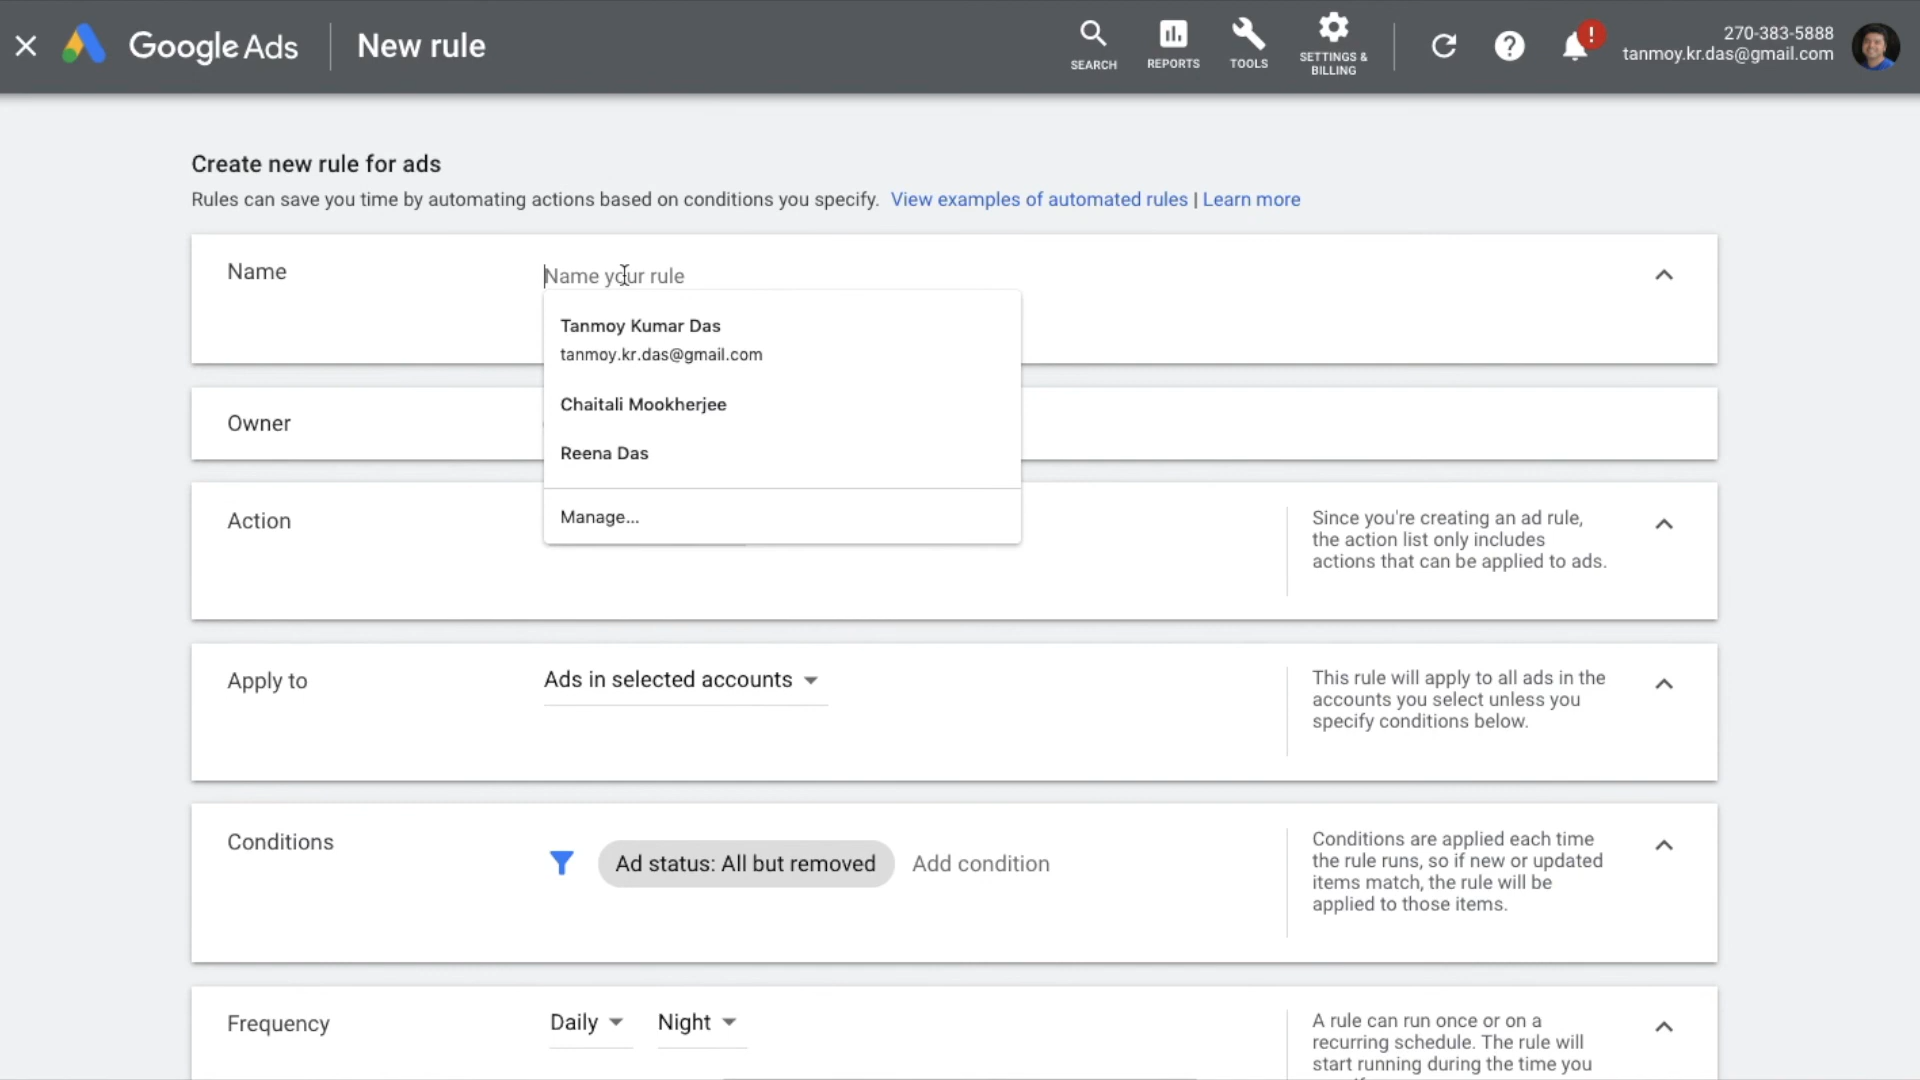 Google Ads
New rule
SEARCH
REPORTS
TOOLS
SETTINGS &
BILLING
!
270-383-5888
tanmoy.kr.das@gmail.com
Create new rule for ads
Rules can save you time by automating actions based on conditions you specify. View examples of automated rules | Learn more
Name
Name your rule
Tanmoy Kumar Das
tanmoy.kr.das@gmail.com
Chaitali Mookherjee
Reena Das
Manage...
Owner
Action
Since you're creating an ad rule,
the action list only includes
actions that can be applied to ads.
Apply to
Ads in selected accounts
This rule will apply to all ads in the
accounts you select unless you
specify conditions below.
Conditions
Ad status: All but removed
Add condition
Conditions are applied each time
the rule runs, so if new or updated
items match, the rule will be
applied to those items.
Frequency
Daily
Night
A rule can run once or on a
recurring schedule. The rule will
start running during the time you